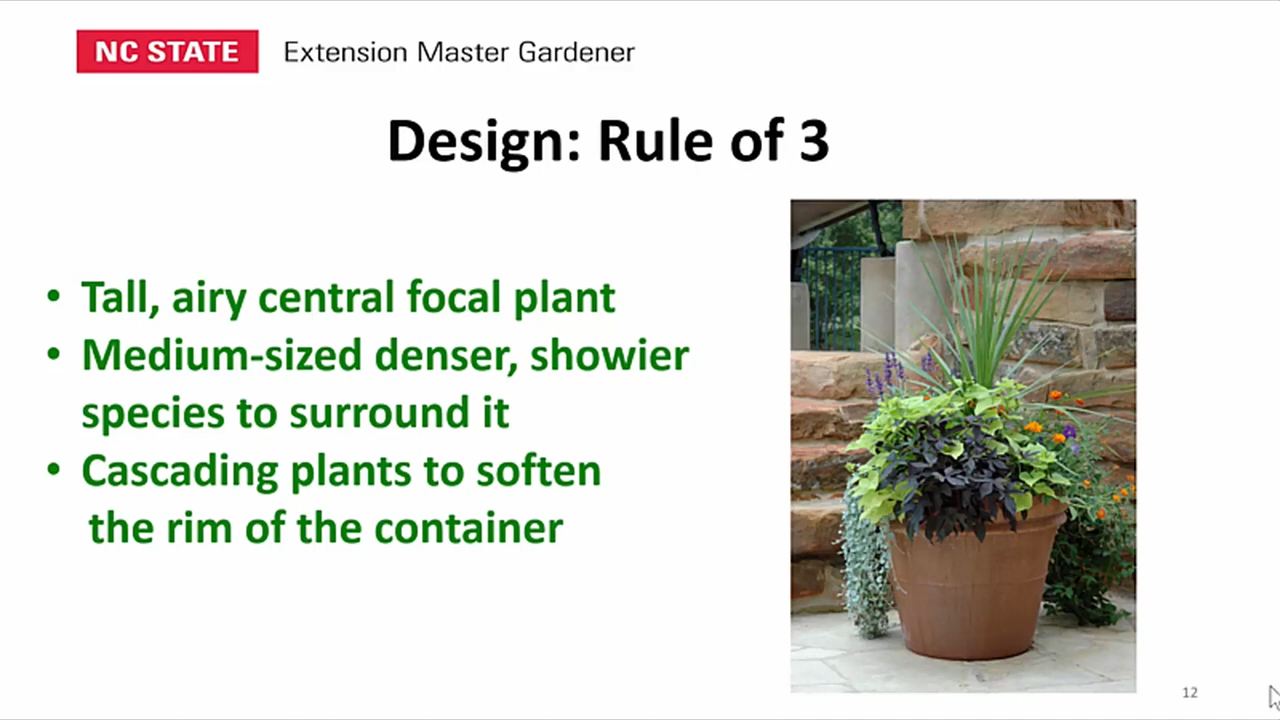 NC STATE Extension Master Gardener
Design: Rule of 3
• Tall, airy central focal plant
• Medium-sized denser, showier
species to surround it
• Cascading plants to soften
the rim of the container
12